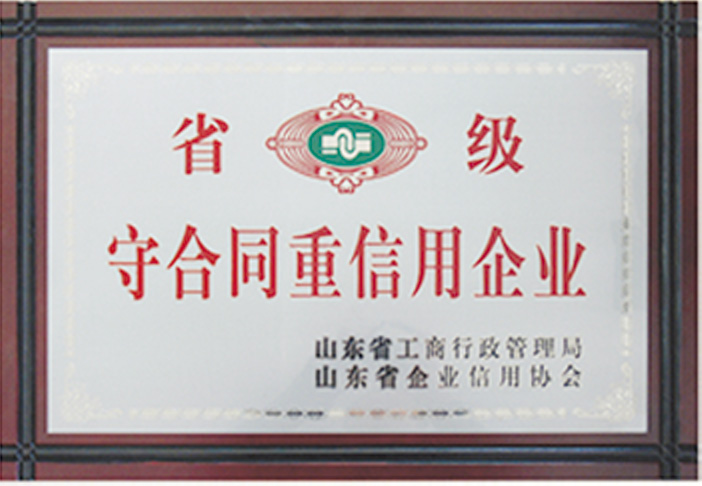 省 级
守合同重信用企业
山东省工商行政管理局
山东省企业信用协会